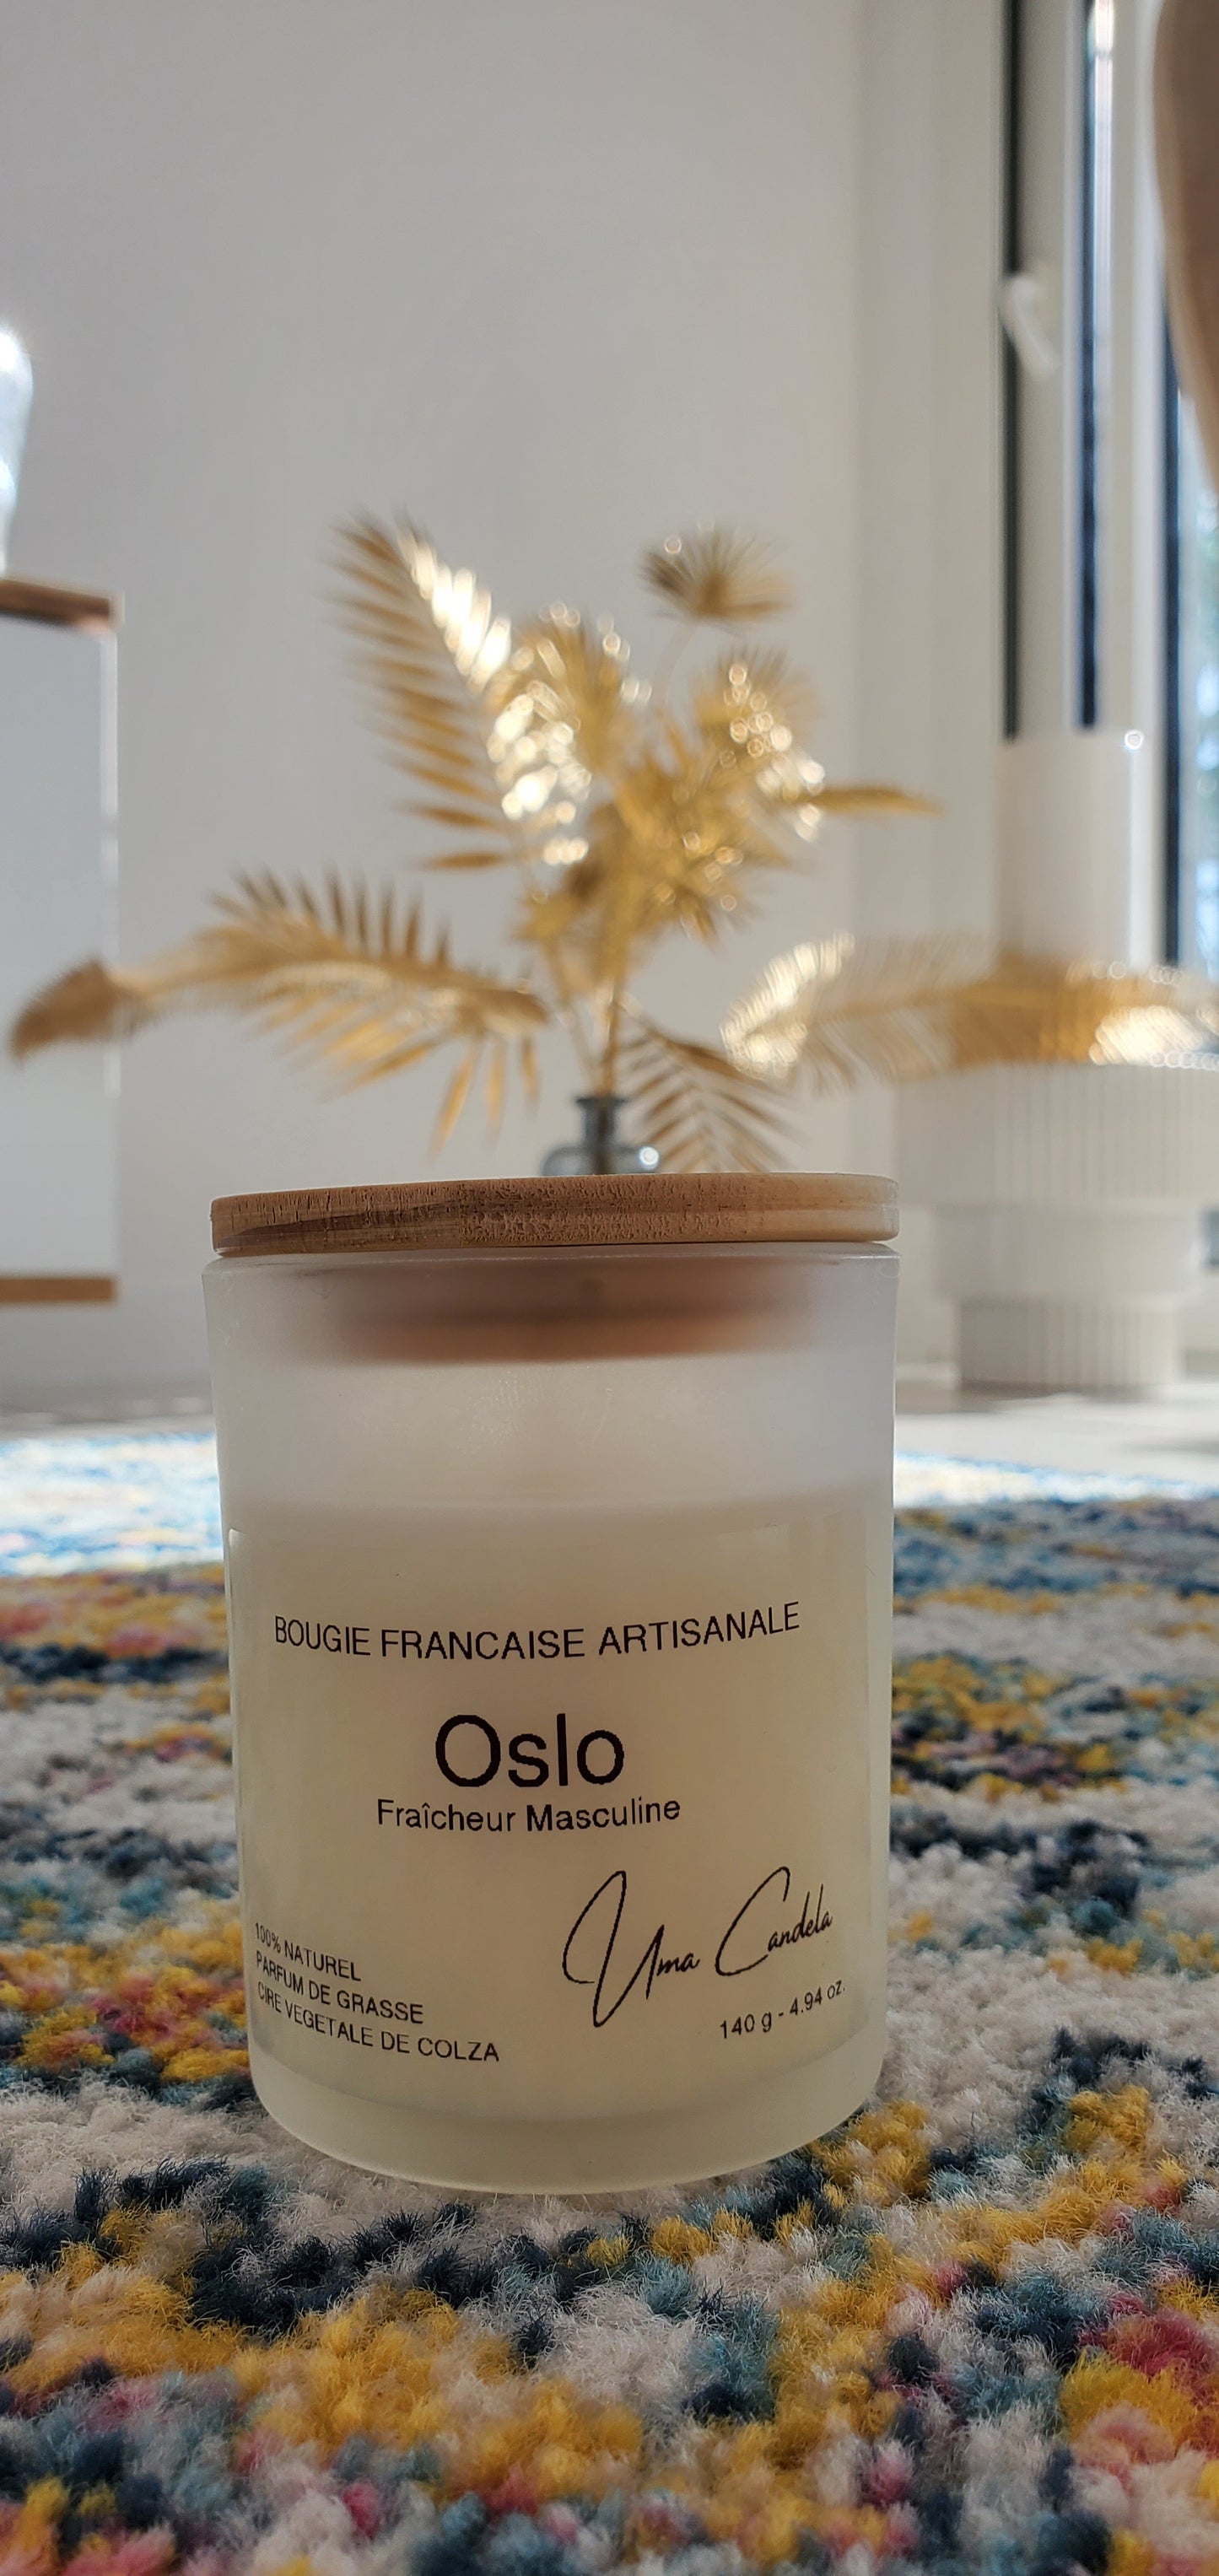 BOUGIE FRANCAISE ARTISANALE
Oslo
Fraîcheur Masculine
Uma Candela
100% NATUREL
PARFUM DE GRASSE
CIRE VEGETALE DE COLZA
140 g - 4.94 oz.